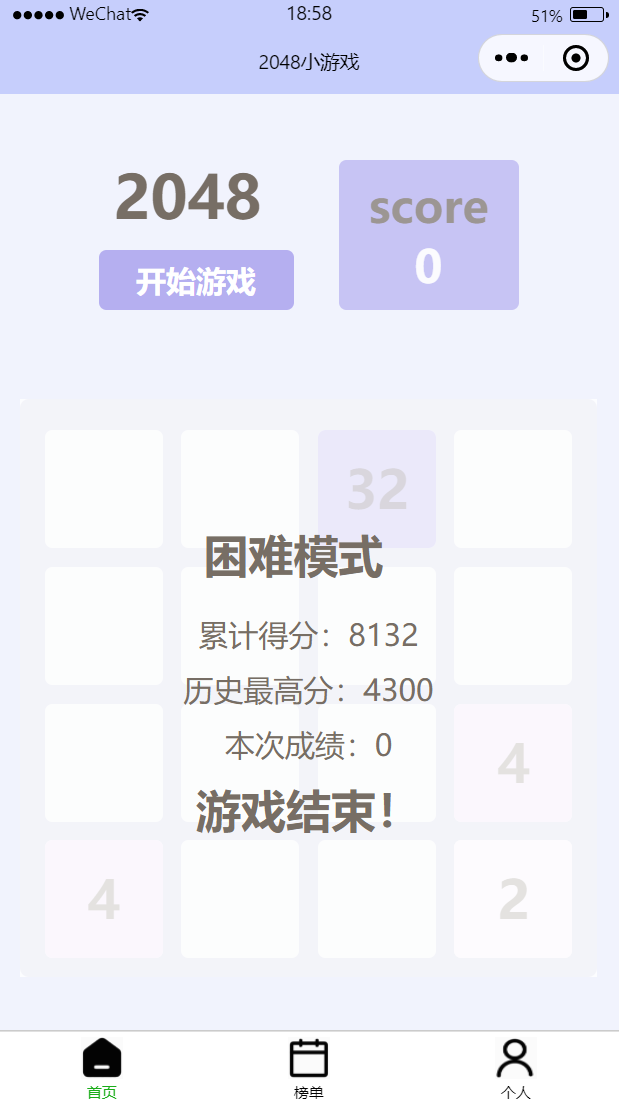 WeChat 18:58 51%
2048小游戏
2048
score
开始游戏
0
32
困难模式
累计得分：8132
历史最高分：4300
本次成绩：0
4
游戏结束！
4 2
首页 榜单 个人